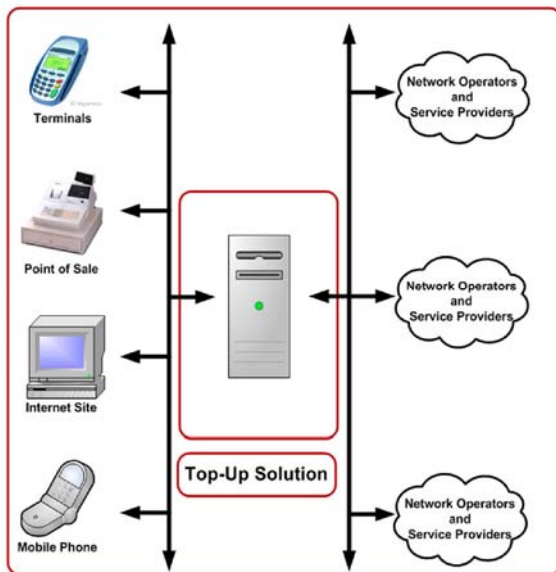 Terminals
Point of Sale
Internet Site
Mobile Phone
Top-Up Solution
Network Operators
and
Service Providers
Network Operators
and
Service Providers
Network Operators
and
Service Providers